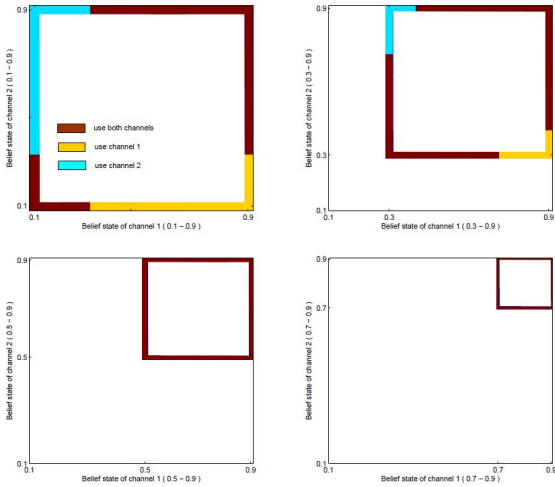 0.9
0.1
Belief state of channel 2 ( 0.1 – 0.9 )
use both channels
use channel 1
use channel 2
0.1
0.9
Belief state of channel 1 ( 0.1 – 0.9 )
0.9
0.3
0.1
Belief state of channel 2 ( 0.3 – 0.9 )
0.1
0.3
0.9
Belief state of channel 1 ( 0.3 – 0.9 )
0.9
0.5
0.1
Belief state of channel 2 ( 0.5 – 0.9 )
0.1
0.5
0.9
Belief state of channel 1 ( 0.5 – 0.9 )
0.9
0.7
0.1
Belief state of channel 2 ( 0.7 – 0.9 )
0.1
0.7
0.9
Belief state of channel 1 ( 0.7 – 0.9 )